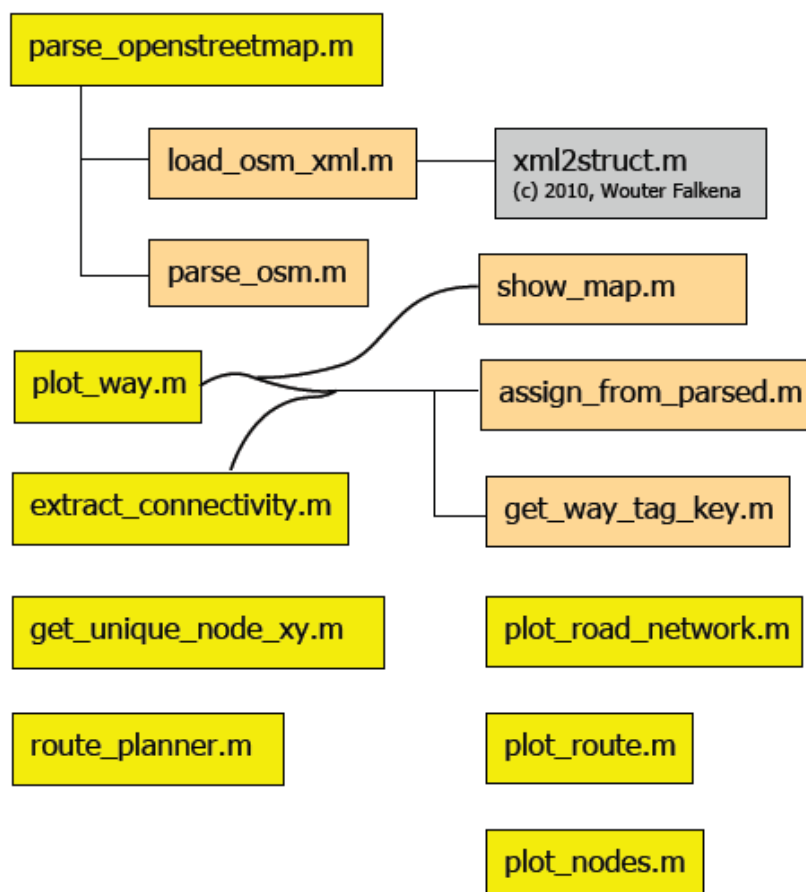 parse_openstreetmap.m
load_osm_xml.m
xml2struct.m
(c) 2010, Wouter Falkena
parse_osm.m
show_map.m
plot_way.m
assign_from_parsed.m
extract_connectivity.m
get_way_tag_key.m
get_unique_node_xy.m
plot_road_network.m
route_planner.m
plot_route.m
plot_nodes.m